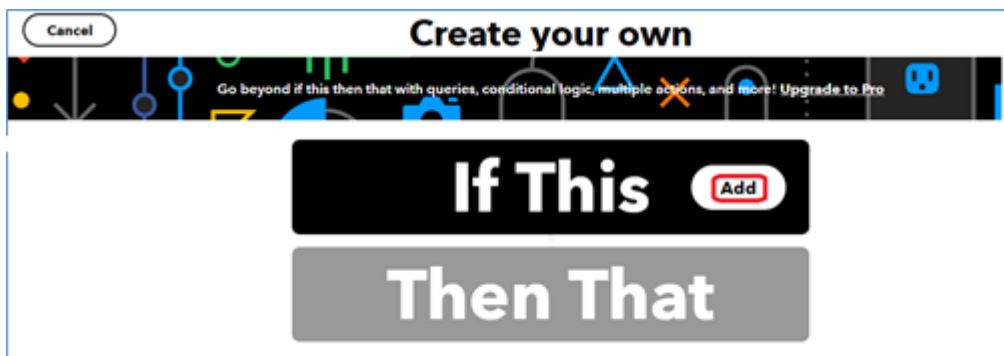 Cancel
Create your own
Go beyond if this then that with queries, conditional logic, multiple actions, and more! Upgrade to Pro
If This
Add
Then That